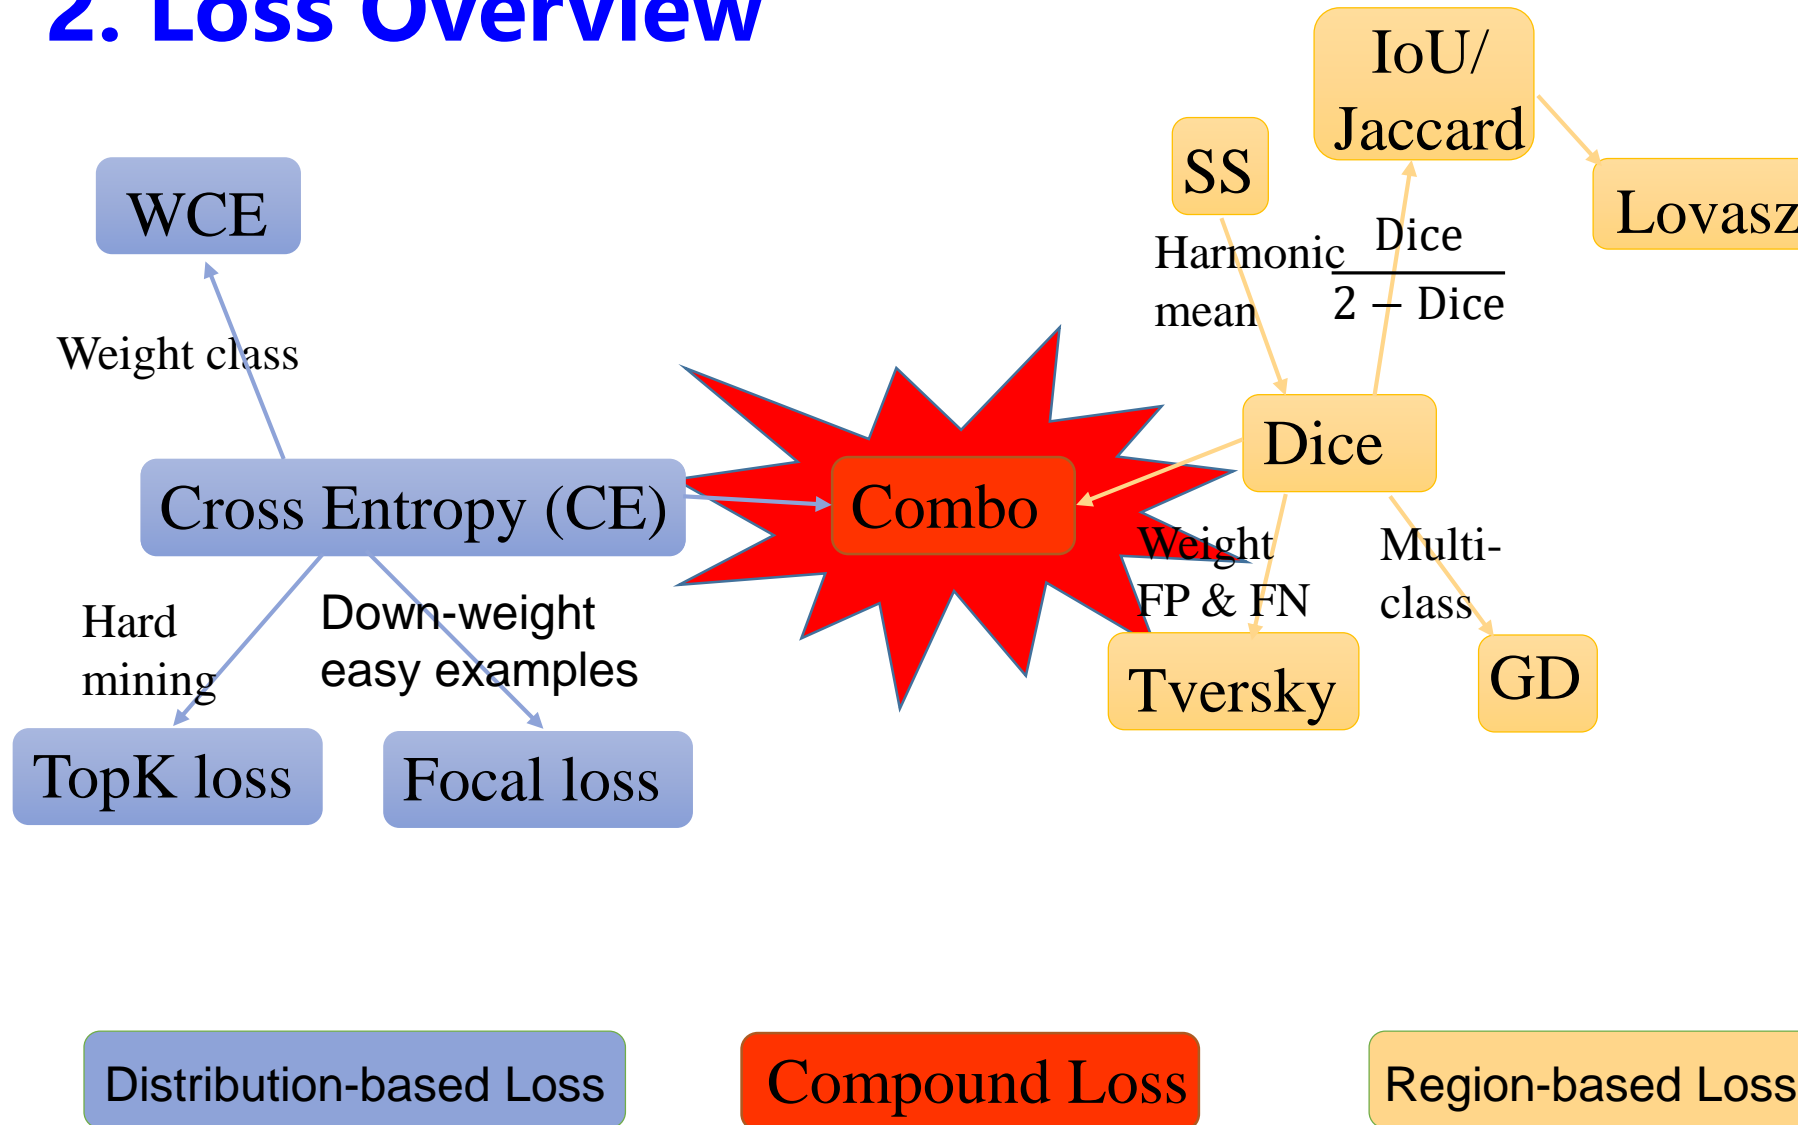 2. Loss Overview
IoU/
Jaccard
SS
WCE
Lovasz
Harmonic
mean
Dice
2 − Dice
Weight class
Dice
Cross Entropy (CE)
Combo
Weight
FP & FN
Multi-
class
Hard
mining
Down-weight
easy examples
Tversky
GD
TopK loss
Focal loss
Distribution-based Loss
Compound Loss
Region-based Loss